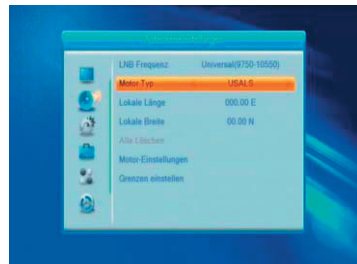 LNB Frequenz Universal(9750-10550)
Motor Typ USALS
Lokale Länge 000.00 E
Lokale Breite 00.00 N
Alle Löschen
Motor-Einstellungen
Grenzen einstellen